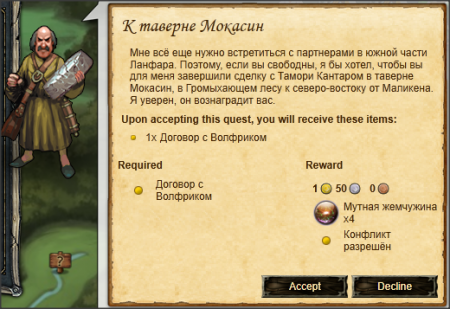 К таверне Мокасин
Мне всё еще нужно встретиться с партнерами в южной части
Ланфара. Поэтому, если вы свободны, я бы хотел, чтобы вы
для меня завершили сделку с Тамори Кантаром в таверне
Мокасин, в Громыхающем лесу к северо-востоку от Маликена.
Я уверен, он вознаградит вас.
Upon accepting this quest, you will receive these items:
1x Договор с Волфриком
Required
Договор с
Волфриком
Reward
1 50 0
Мутная жемчужина
x4
Конфликт
разрешён
Accept
Decline
?